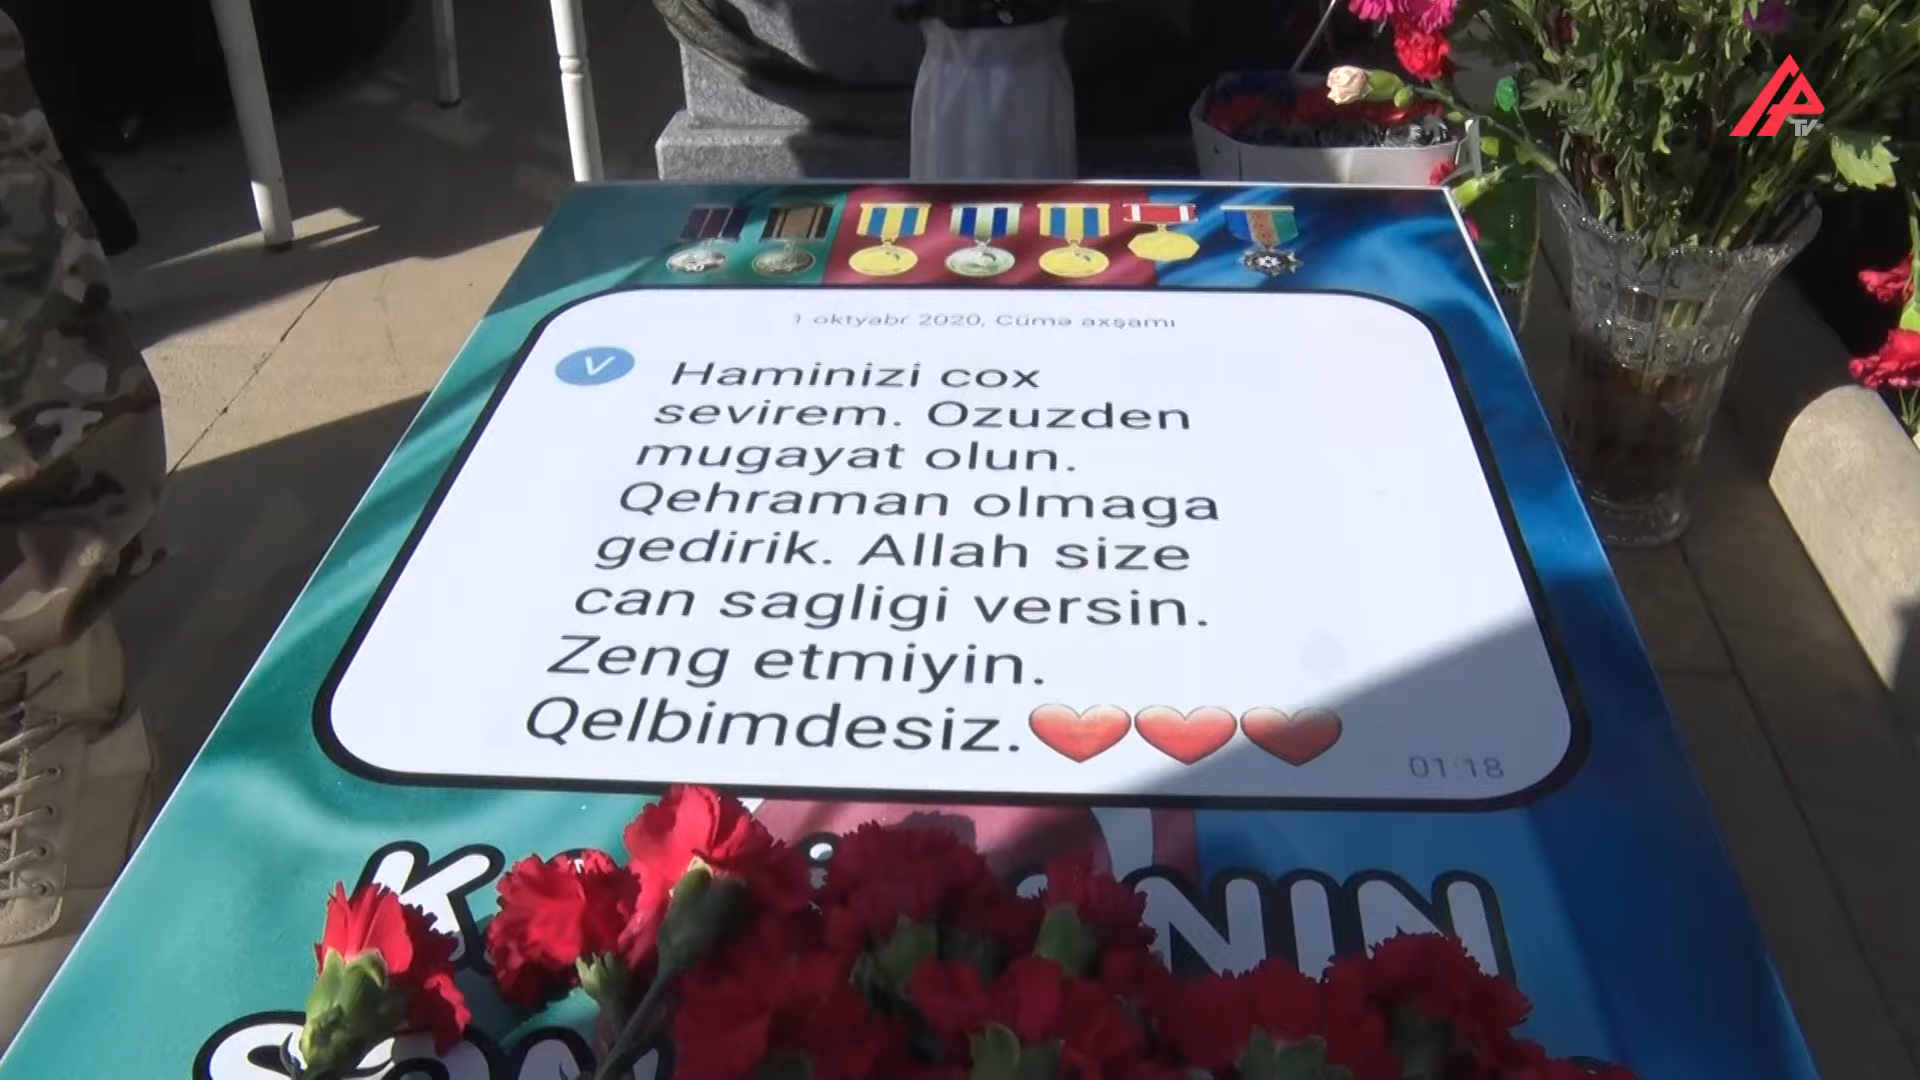 1 oktyabr 2020, Cümə axşamı
V
Haminizi cox
sevirem. Ozuzden
mugayat olun.
Qehraman olmaga
gedirik. Allah size
can sagligi versin.
Zeng etmiyin.
Qelbimdesiz.❤❤❤
01:18
TV